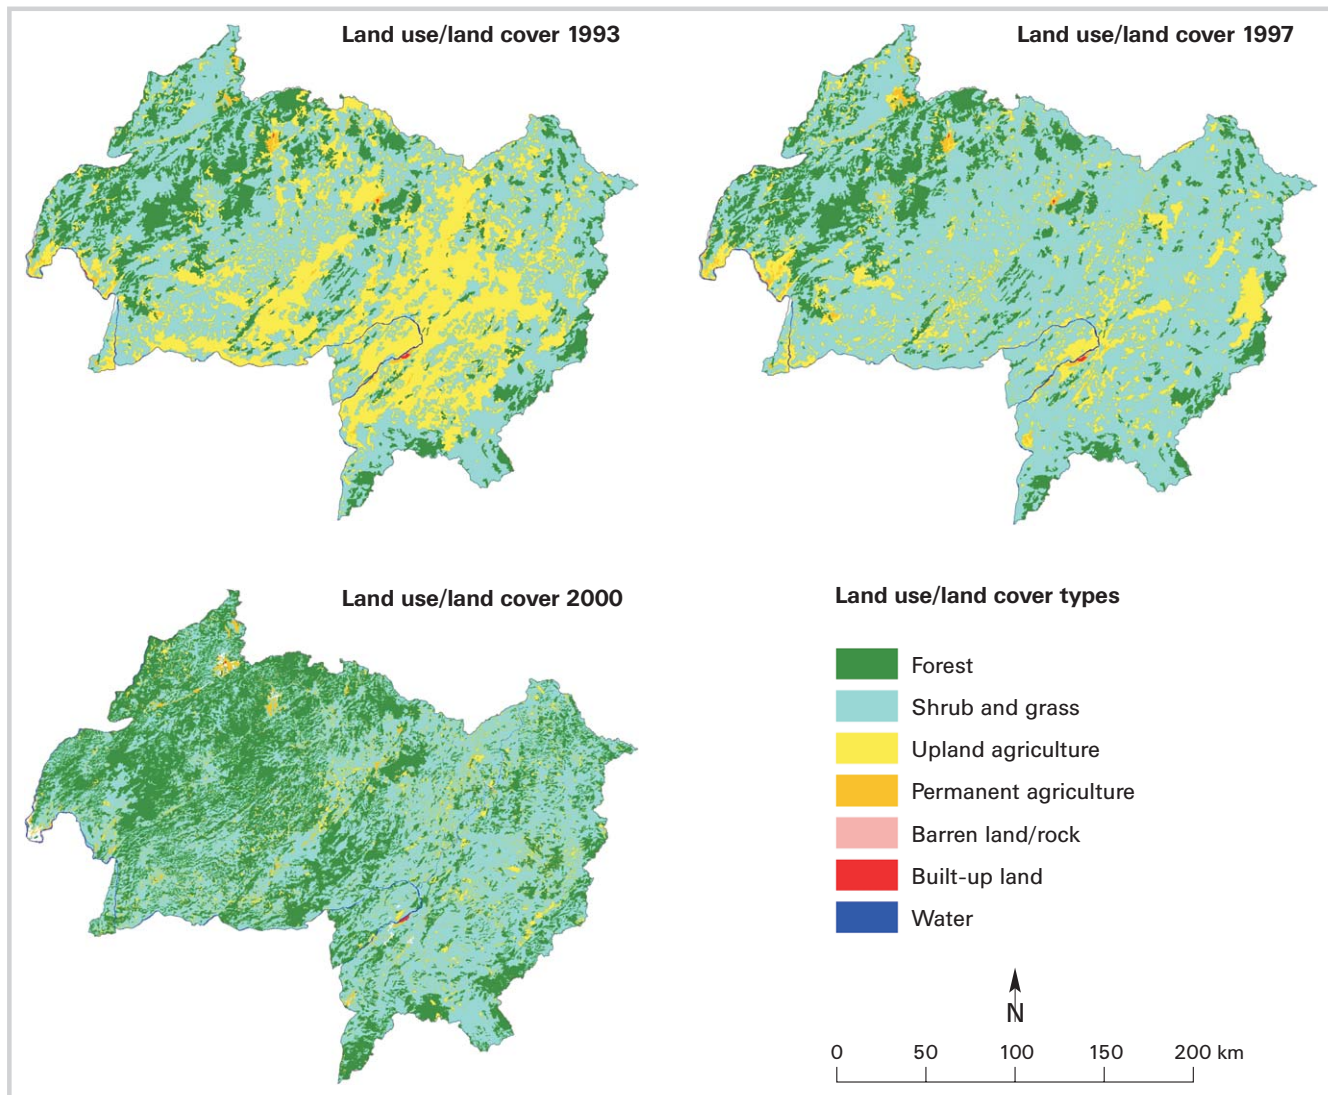 Land use/land cover 1993
Land use/land cover 1997
Land use/land cover 2000
Land use/land cover types
Forest
Shrub and grass
Upland agriculture
Permanent agriculture
Barren land/rock
Built-up land
Water
N
0 50 100 150 200 km